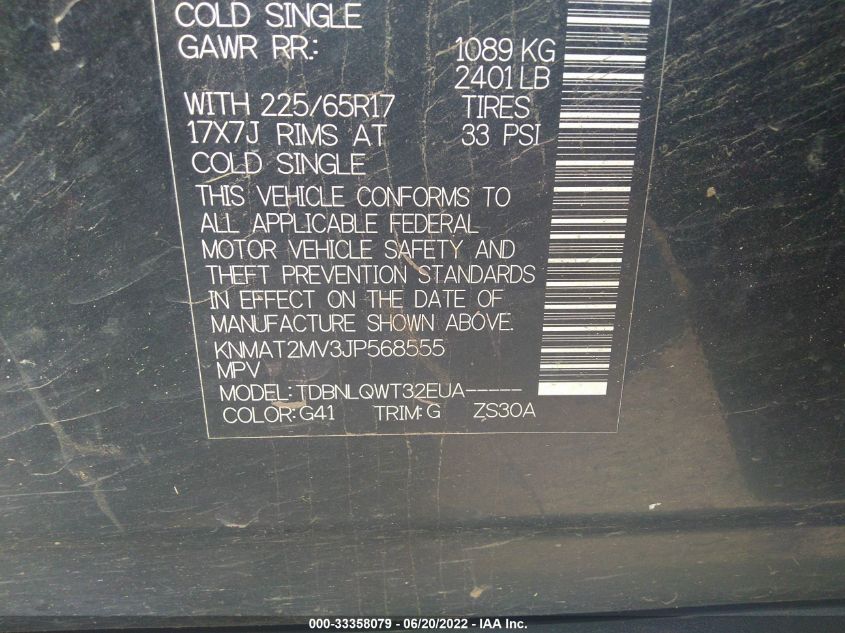 COLD SINGLE
GAWR RR.: 1089 KG
2401 LB
WITH 225/65R17 TIRES
17X7J RIMS AT 33 PSI
COLD SINGLE
THIS VEHICLE CONFORMS TO
ALL APPLICABLE FEDERAL
MOTOR VEHICLE SAFETY AND
THEFT PREVENTION STANDARDS
IN EFFECT ON THE DATE OF
MANUFACTURE SHOWN ABOVE.
KNMAT2MV3JP568555
MPV
MODEL: TDBNLQWT32EUA-----
COLOR: G41 TRIM: G ZS30A
000-33358079 - 06/20/2022 - IAA Inc.